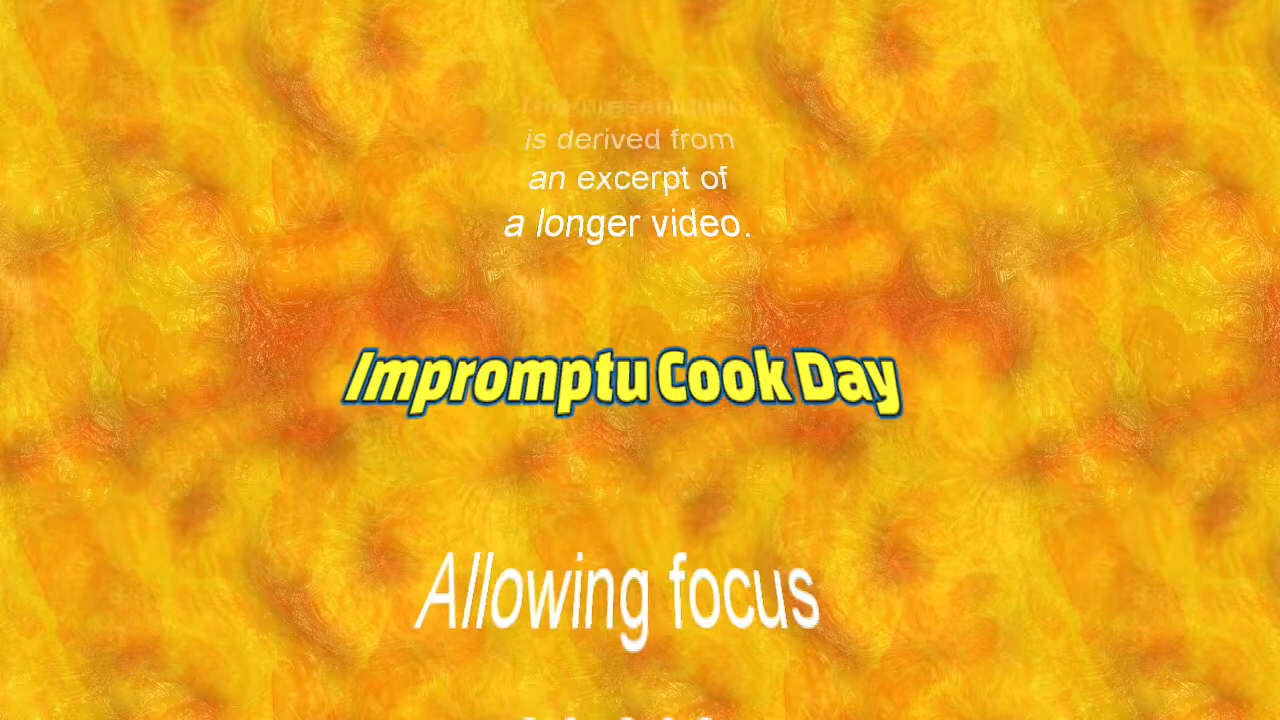 is derived from
an excerpt of
a longer video.
Impromptu Cook Day
Allowing focus